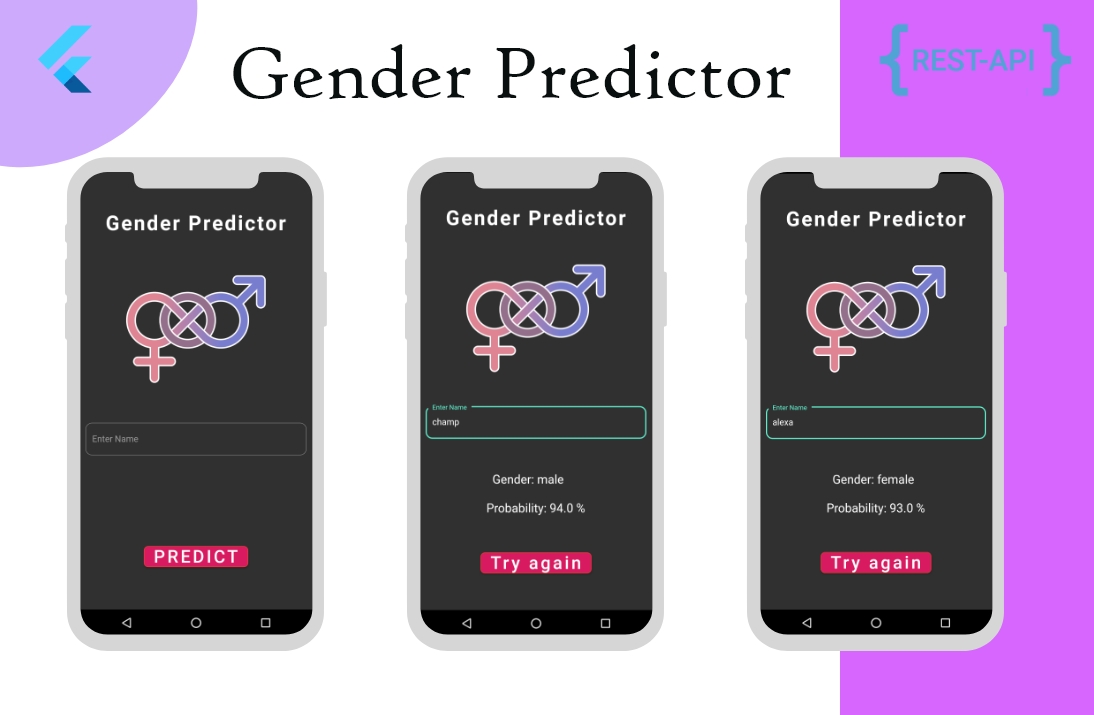 Gender Predictor
{ REST-API }
Gender Predictor
Enter Name
PREDICT
Gender Predictor
Enter Name
champ
Gender: male
Probability: 94.0 %
Try again
Gender Predictor
Enter Name
alexa
Gender: female
Probability: 93.0 %
Try again